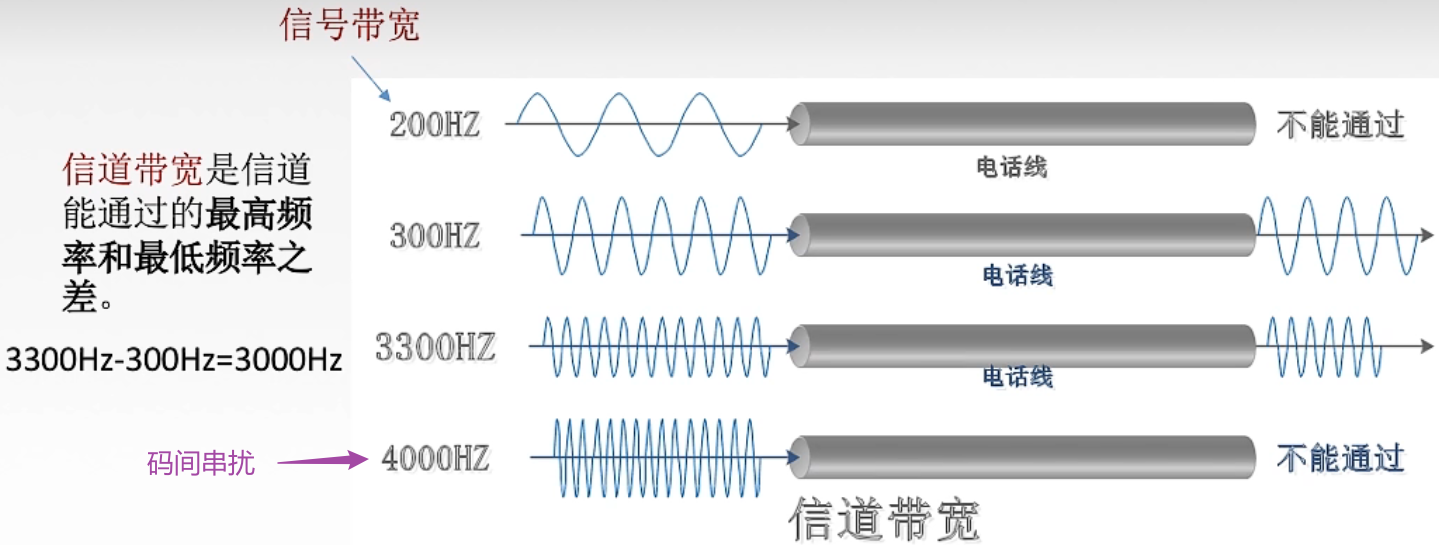 信号带宽
200HZ
不能通过
电话线
信道带宽是信道
能通过的最高频
率和最低频率之
差。
300HZ
电话线
3300Hz-300Hz=3000Hz
3300HZ
电话线
码间串扰
4000HZ
不能通过
信道带宽